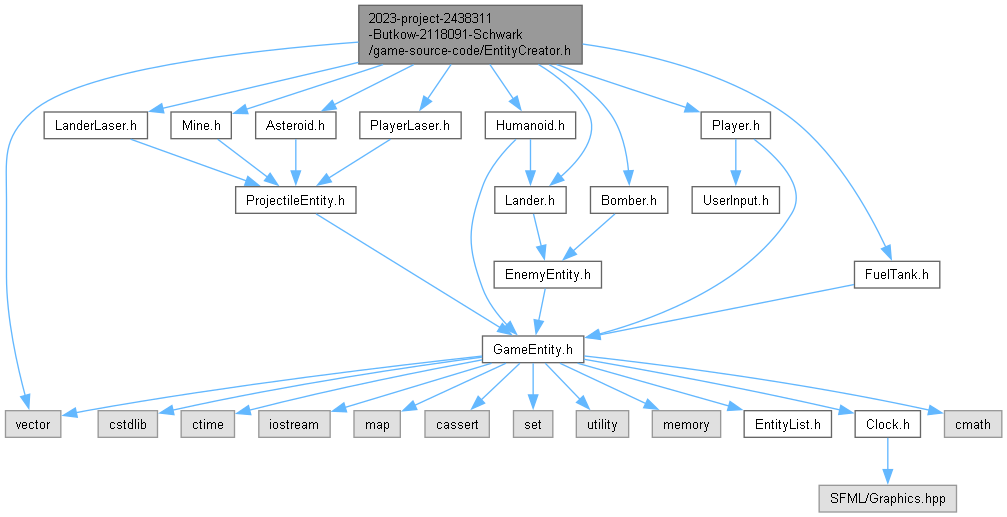 2023-project-2438311
-Butkow-2118091-Schwark
/game-source-code/EntityCreator.h
LanderLaser.h
Mine.h
Asteroid.h
PlayerLaser.h
Humanoid.h
Player.h
ProjectileEntity.h
Lander.h
Bomber.h
UserInput.h
EnemyEntity.h
FuelTank.h
GameEntity.h
vector
cstdlib
ctime
iostream
map
cassert
set
utility
memory
EntityList.h
Clock.h
cmath
SFML/Graphics.hpp